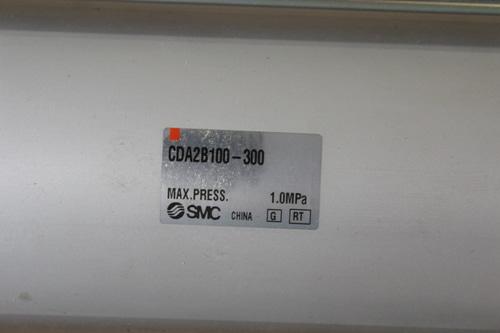 CDA2B100-300
MAX.PRESS. 1.0MPa
SMC CHINA G RT